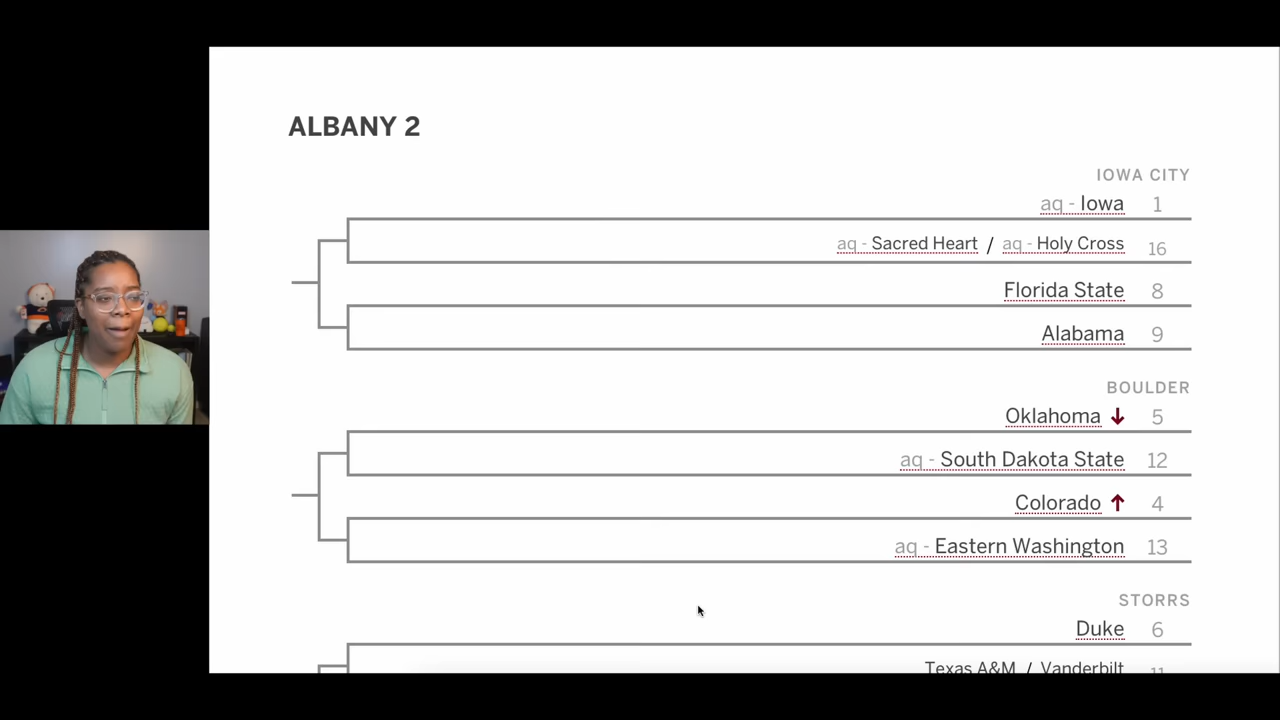 ALBANY 2
IOWA CITY
aq - Iowa 1
aq - Sacred Heart / aq - Holy Cross 16
Florida State 8
Alabama 9
BOULDER
Oklahoma ↓ 5
aq - South Dakota State 12
Colorado ↑ 4
aq - Eastern Washington 13
STORRS
Duke 6
Texas A&M / Vanderbilt 11